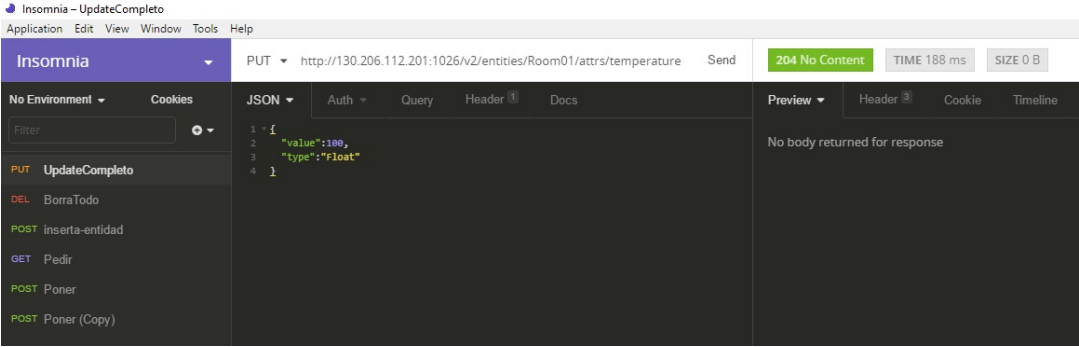 Insomnia – UpdateCompleto
Application Edit View Window Tools Help
Insomnia
PUT http://130.206.112.201:1026/v2/entities/Room01/attrs/temperature Send
204 No Content TIME 188 ms SIZE 0 B
No Environment Cookies
JSON Auth Query Header 1 Docs
Preview Header 3 Cookie Timeline
Filter
1 {
2 "value":100,
3 "type":"Float"
4 }
No body returned for response
PUT UpdateCompleto
DEL BorraTodo
POST inserta-entidad
GET Pedir
POST Poner
POST Poner (Copy)